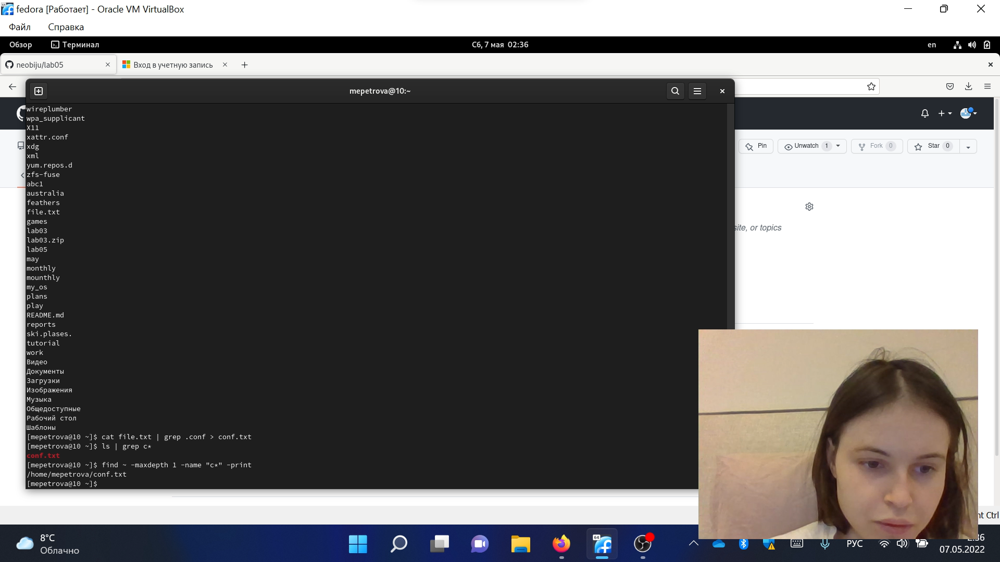 fedora [Работает] - Oracle VM VirtualBox
Файл Справка
Обзор Терминал Сб, 7 мая 02:36 en
neobiju/lab05 Вход в учетную запись
mepetrova@10:~
wireplumber
wpa_supplicant
X11
xattr.conf
xdg
xml
yum.repos.d
zfs-fuse
abc1
australia
feathers
file.txt
games
lab03
lab03.zip
lab05
may
monthly
mounthly
my_os
plans
play
README.md
reports
ski.plases.
tutorial
work
Видео
Документы
Загрузки
Изображения
Музыка
Общедоступные
Рабочий стол
Шаблоны
[mepetrova@10 ~]$ cat file.txt | grep .conf > conf.txt
[mepetrova@10 ~]$ ls | grep c*
conf.txt
[mepetrova@10 ~]$ find ~ -maxdepth 1 -name "c*" -print
/home/mepetrova/conf.txt
[mepetrova@10 ~]$
Pin Unwatch 1 Fork 0 Star 0
site, or topics
Ctrl
8°C
Облачно
64
РУС
07.05.2022